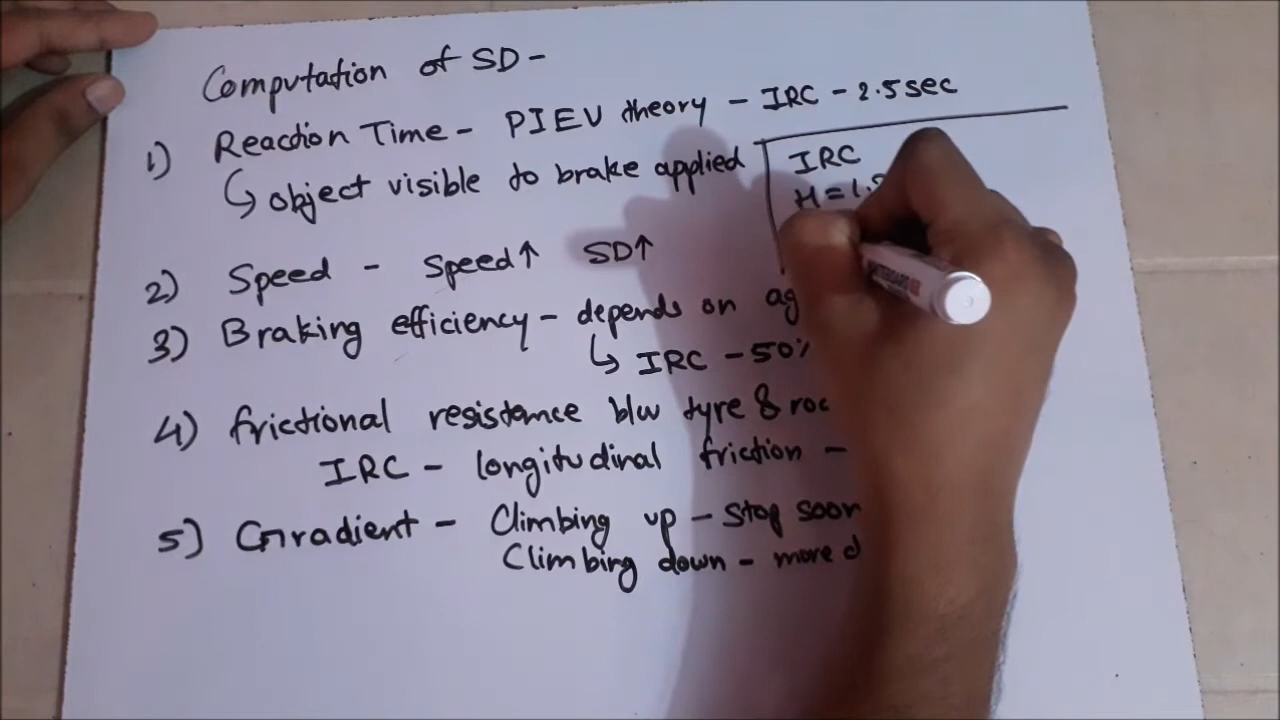 Computation of SD -
1) Reaction Time - PIEV theory - IRC - 2.5 sec
↳ object visible to brake applied
IRC
H = 1.
2) Speed - Speed↑ SD↑
3) Braking efficiency - depends on ag
↳ IRC - 50%
4) frictional resistance b/w tyre &
IRC - longitudinal friction -
5) Gradient - Climbing up - Stop soon
Climbing down - more d